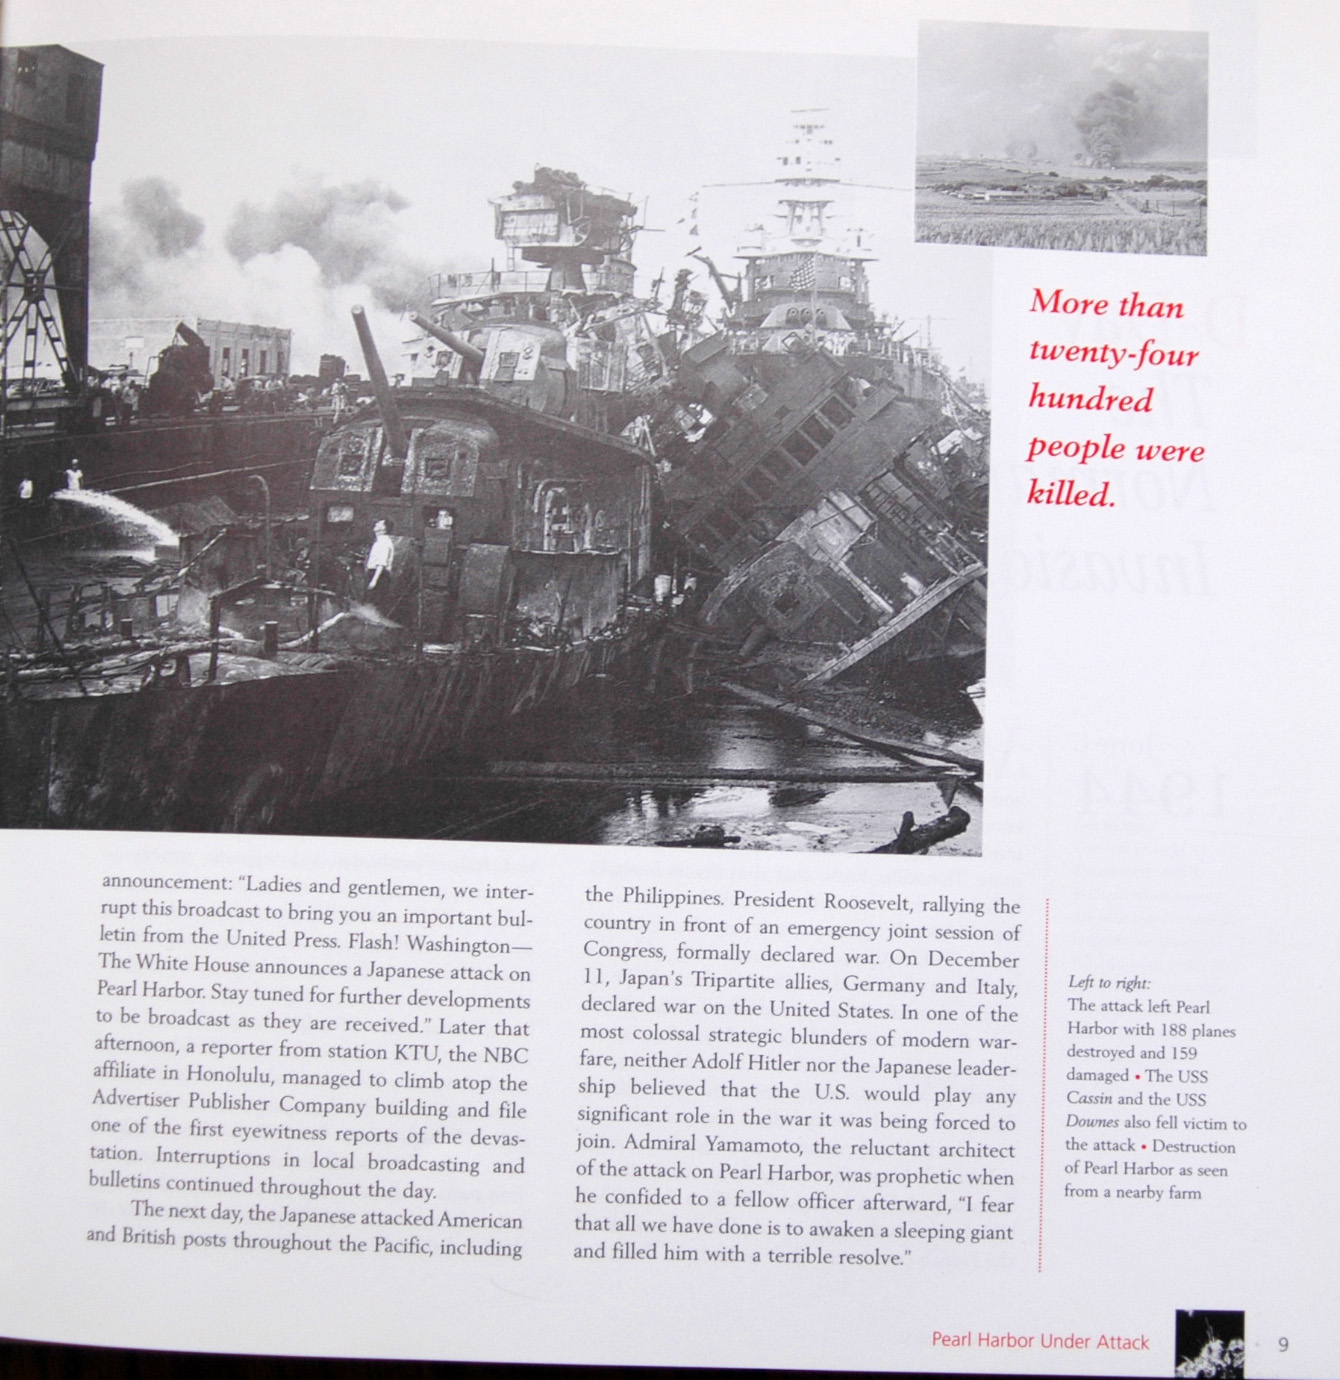 More than
twenty-four
hundred
people were
killed.
announcement: “Ladies and gentlemen, we inter-
rupt this broadcast to bring you an important bul-
letin from the United Press. Flash! Washington—
The White House announces a Japanese attack on
Pearl Harbor. Stay tuned for further developments
to be broadcast as they are received.” Later that
afternoon, a reporter from station KTU, the NBC
affiliate in Honolulu, managed to climb atop the
Advertiser Publisher Company building and file
one of the first eyewitness reports of the devas-
tation. Interruptions in local broadcasting and
bulletins continued throughout the day.
The next day, the Japanese attacked American
and British posts throughout the Pacific, including
the Philippines. President Roosevelt, rallying the
country in front of an emergency joint session of
Congress, formally declared war. On December
11, Japan’s Tripartite allies, Germany and Italy,
declared war on the United States. In one of the
most colossal strategic blunders of modern war-
fare, neither Adolf Hitler nor the Japanese leader-
ship believed that the U.S. would play any
significant role in the war it was being forced to
join. Admiral Yamamoto, the reluctant architect
of the attack on Pearl Harbor, was prophetic when
he confided to a fellow officer afterward, “I fear
that all we have done is to awaken a sleeping giant
and filled him with a terrible resolve.”
Left to right:
The attack left Pearl
Harbor with 188 planes
destroyed and 159
damaged • The USS
Cassin and the USS
Downes also fell victim to
the attack • Destruction
of Pearl Harbor as seen
from a nearby farm
Pearl Harbor Under Attack
9